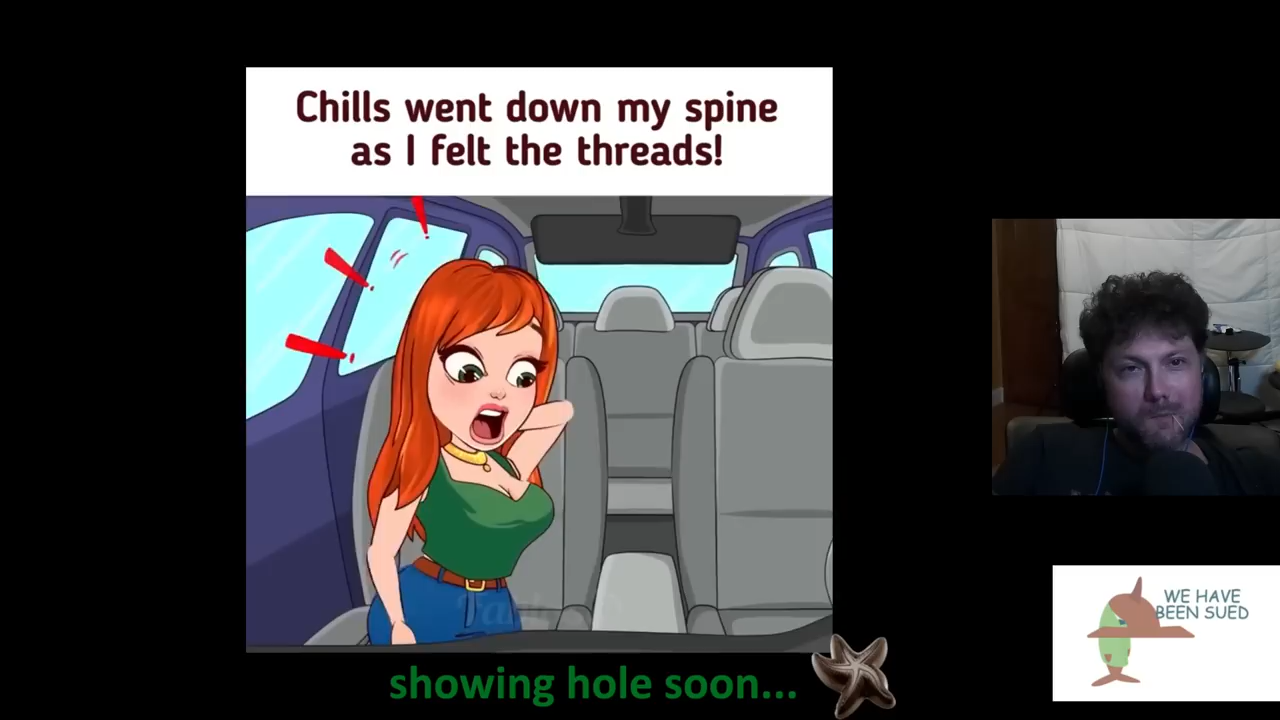 Chills went down my spine
as I felt the threads!
WE HAVE
BEEN SUED
showing hole soon...